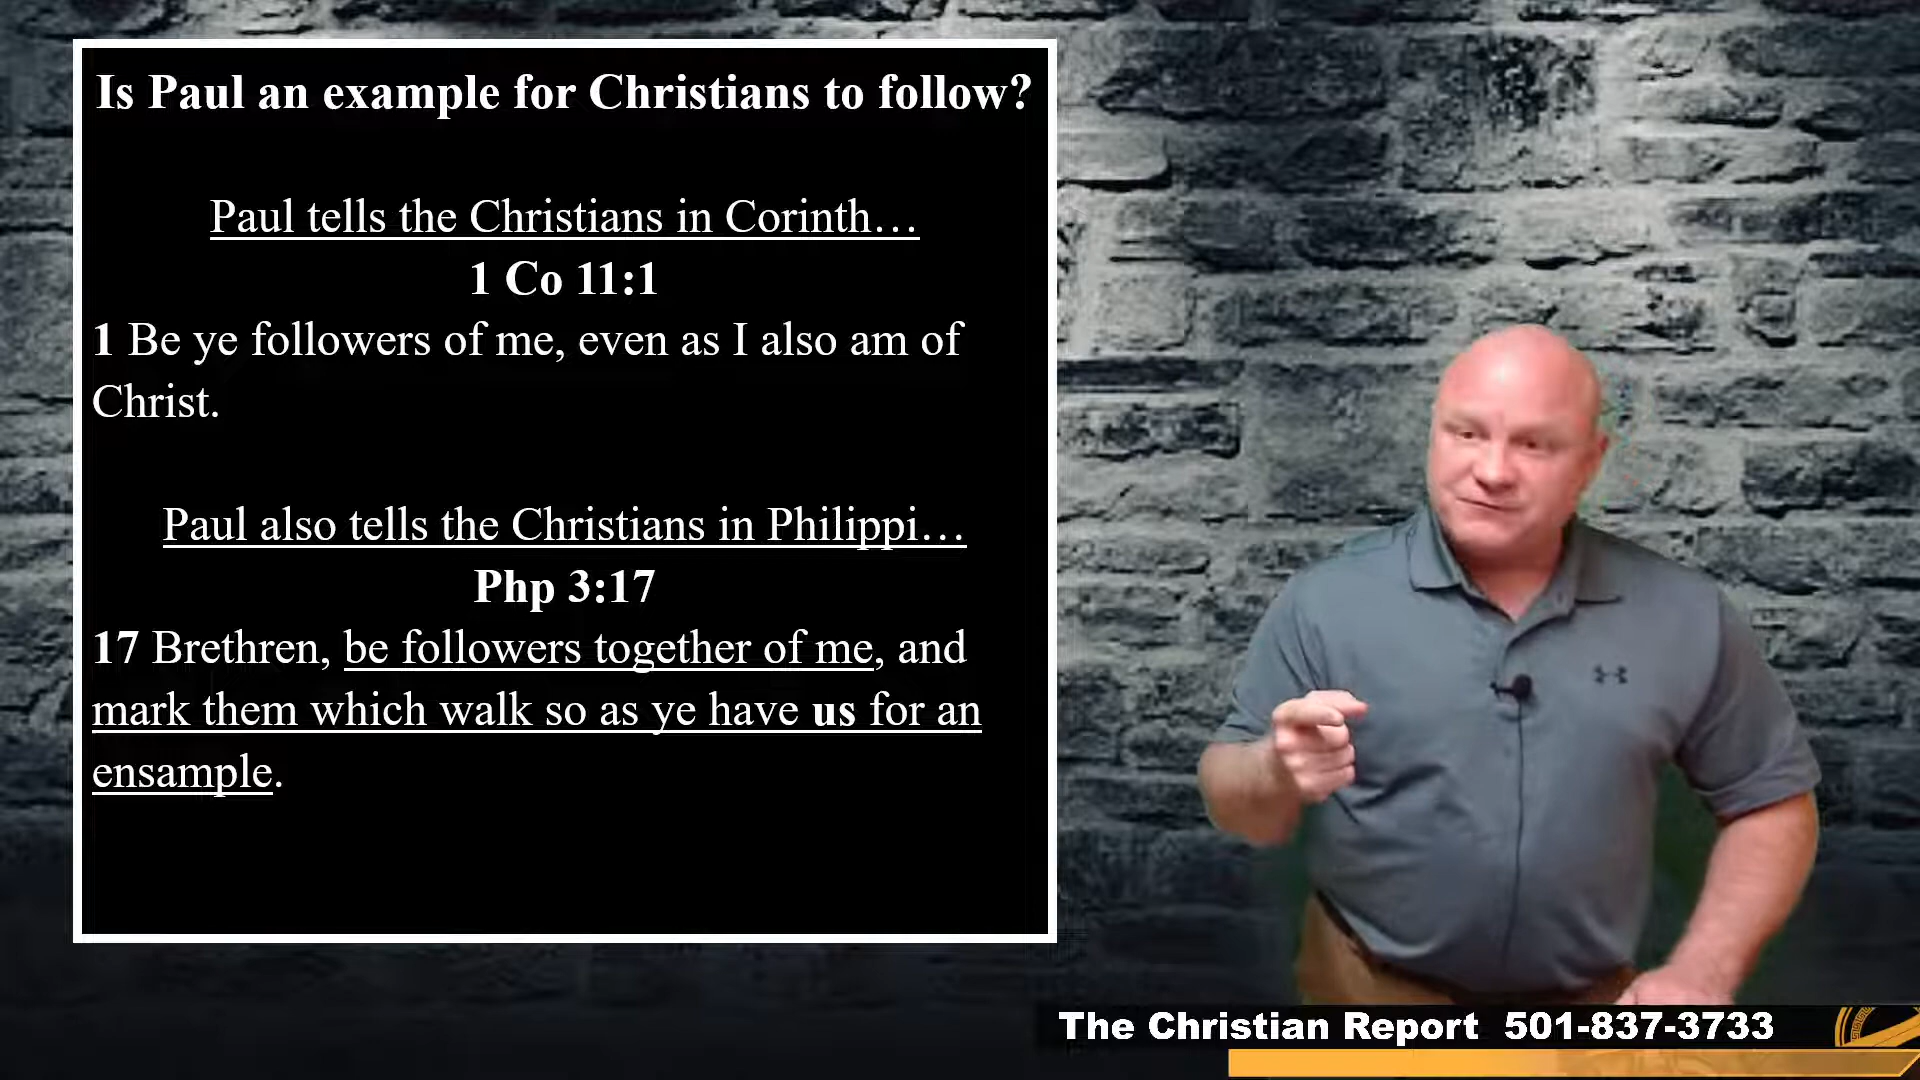 Is Paul an example for Christians to follow?
Paul tells the Christians in Corinth…
1 Co 11:1
1 Be ye followers of me, even as I also am of
Christ.
Paul also tells the Christians in Philippi…
Php 3:17
17 Brethren, be followers together of me, and
mark them which walk so as ye have us for an
ensample.
The Christian Report 501-837-3733